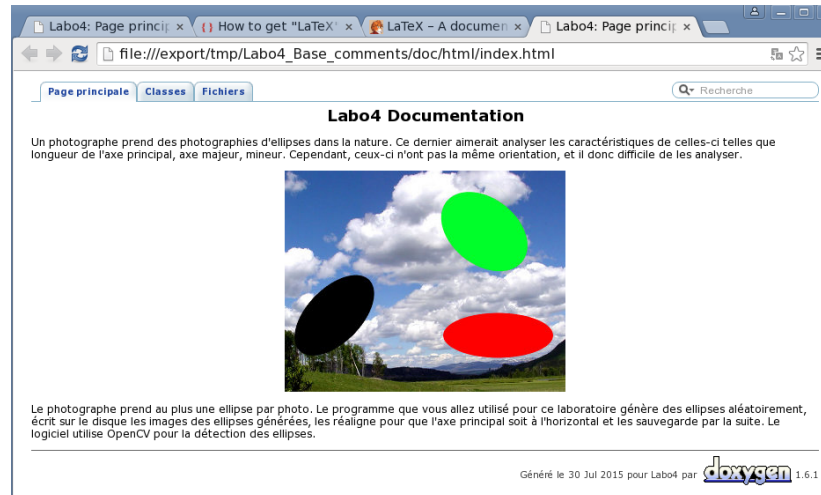 Labo4: Page princip
{} How to get "LaTeX"
LaTeX – A documen
Labo4: Page princip
file:///export/tmp/Labo4_Base_comments/doc/html/index.html
Page principale Classes Fichiers
Recherche
Labo4 Documentation
Un photographe prend des photographies d'ellipses dans la nature. Ce dernier aimerait analyser les caractéristiques de celles-ci telles que
longueur de l'axe principal, axe majeur, mineur. Cependant, ceux-ci n'ont pas la même orientation, et il donc difficile de les analyser.
Le photographe prend au plus une ellipse par photo. Le programme que vous allez utilisé pour ce laboratoire génère des ellipses aléatoirement,
écrit sur le disque les images des ellipses générées, les réaligne pour que l'axe principal soit à l'horizontal et les sauvegarde par la suite. Le
logiciel utilise OpenCV pour la détection des ellipses.
Généré le 30 Jul 2015 pour Labo4 par doxygen 1.6.1